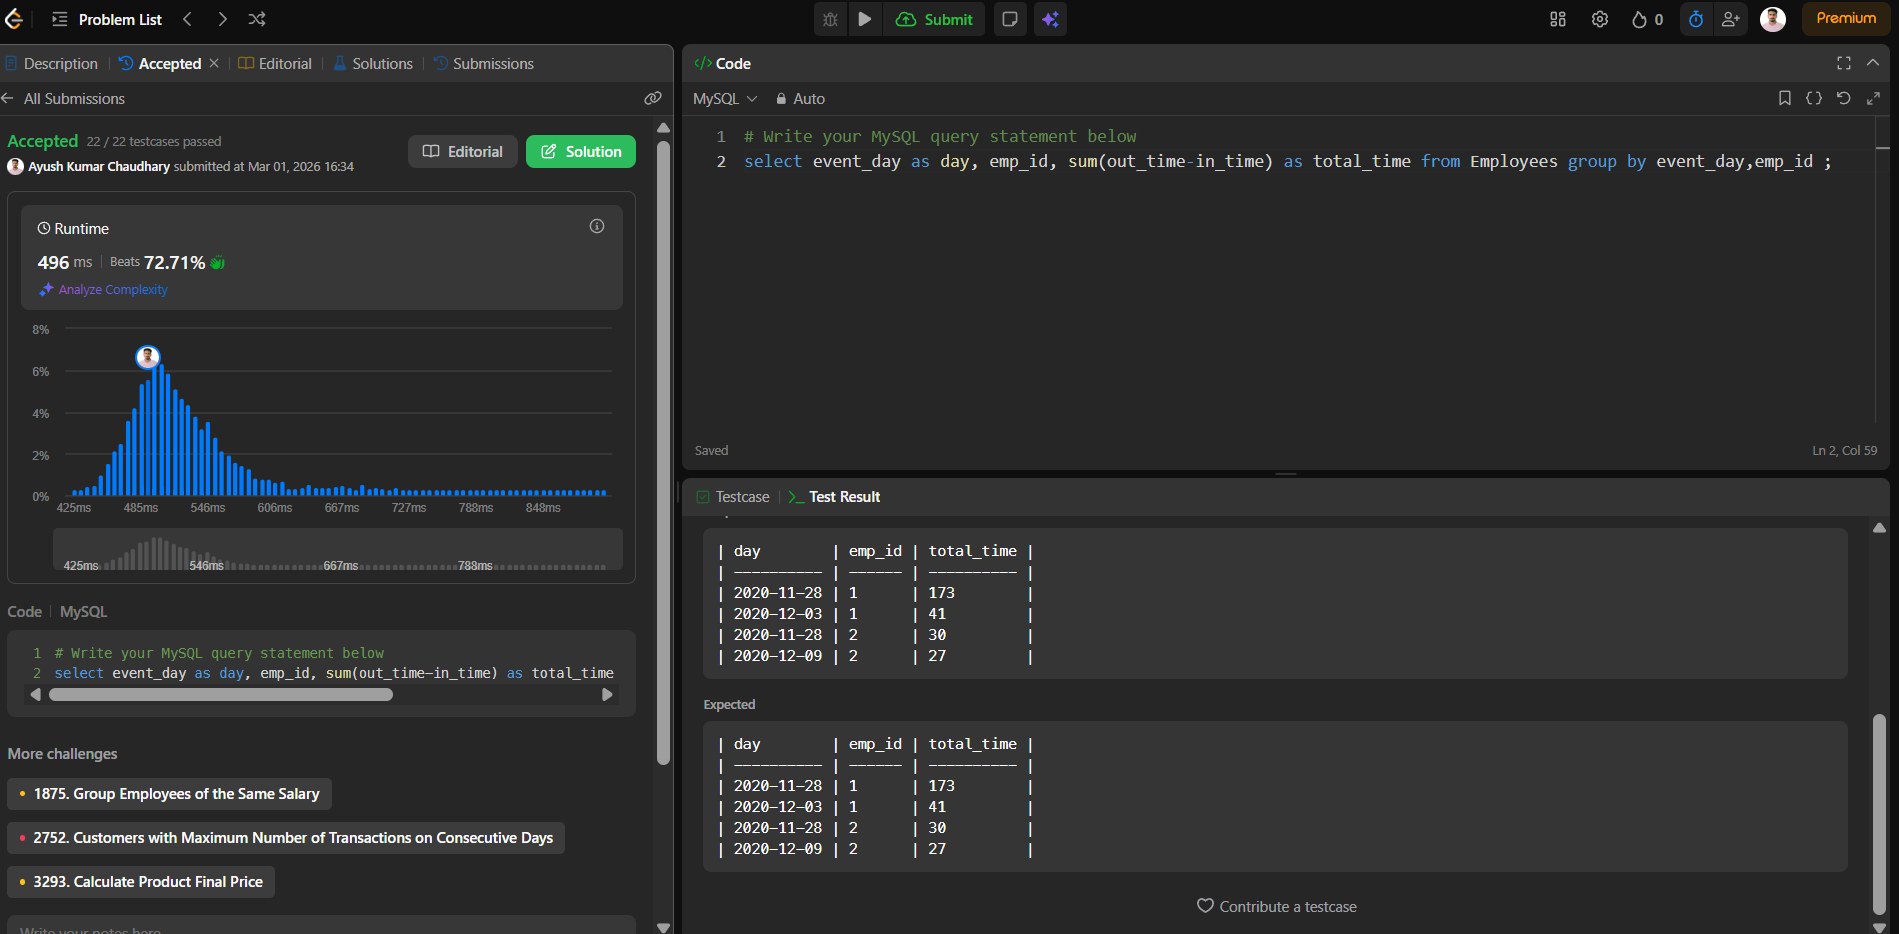 Problem List
Submit
0
Premium
Description
Accepted
Editorial
Solutions
Submissions
All Submissions
Accepted 22 / 22 testcases passed
Ayush Kumar Chaudhary submitted at Mar 01, 2026 16:34
Editorial
Solution
Runtime
496 ms Beats 72.71%
Analyze Complexity
8%
6%
4%
2%
0%
425ms 485ms 546ms 606ms 667ms 727ms 788ms 848ms
425ms 546ms 667ms 788ms
Code MySQL
1 # Write your MySQL query statement below
2 select event_day as day, emp_id, sum(out_time-in_time) as total_time
More challenges
1875. Group Employees of the Same Salary
2752. Customers with Maximum Number of Transactions on Consecutive Days
3293. Calculate Product Final Price
Write your notes here
Code
MySQL Auto
1 # Write your MySQL query statement below
2 select event_day as day, emp_id, sum(out_time-in_time) as total_time from Employees group by event_day,emp_id ;
Saved
Ln 2, Col 59
Testcase
Test Result
| day | emp_id | total_time |
| ---------- | ------ | ---------- |
| 2020-11-28 | 1 | 173 |
| 2020-12-03 | 1 | 41 |
| 2020-11-28 | 2 | 30 |
| 2020-12-09 | 2 | 27 |
Expected
| day | emp_id | total_time |
| ---------- | ------ | ---------- |
| 2020-11-28 | 1 | 173 |
| 2020-12-03 | 1 | 41 |
| 2020-11-28 | 2 | 30 |
| 2020-12-09 | 2 | 27 |
Contribute a testcase